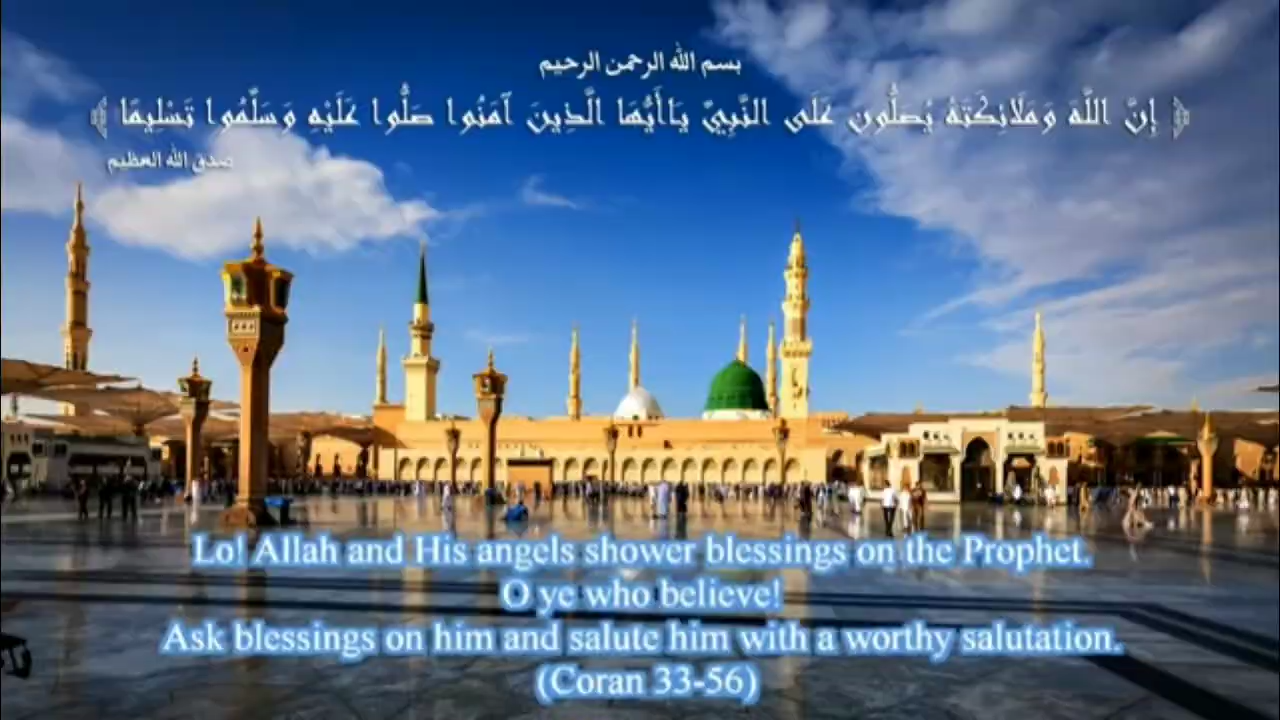 بسم الله الرحمن الرحيم
﴿ إِنَّ اللَّهَ وَمَلَائِكَتَهُ يُصَلُّونَ عَلَى النَّبِيِّ يَاأَيُّهَا الَّذِينَ آمَنُوا صَلُّوا عَلَيْهِ وَسَلِّمُوا تَسْلِيمًا ﴾
صدق الله العظيم
Lo! Allah and His angels shower blessings on the Prophet.
O ye who believe!
Ask blessings on him and salute him with a worthy salutation.
(Coran 33-56)